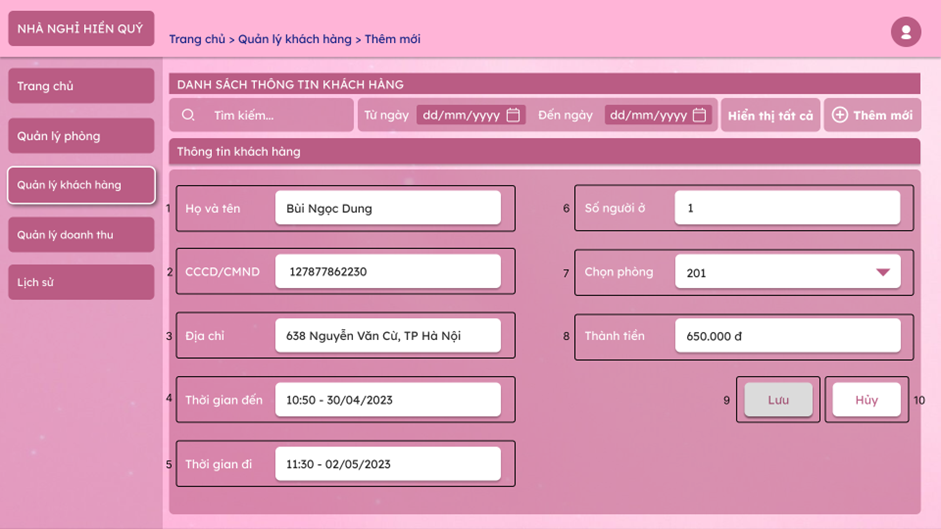 NHÀ NGHỈ HIỀN QUÝ
Trang chủ > Quản lý khách hàng > Thêm mới
Trang chủ
Quản lý phòng
Quản lý khách hàng
Quản lý doanh thu
Lịch sử
DANH SÁCH THÔNG TIN KHÁCH HÀNG
Tìm kiếm... Từ ngày dd/mm/yyyy Đến ngày dd/mm/yyyy Hiển thị tất cả Thêm mới
Thông tin khách hàng
1 Họ và tên Bùi Ngọc Dung
2 CCCD/CMND 127877862230
3 Địa chỉ 638 Nguyễn Văn Cừ, TP Hà Nội
4 Thời gian đến 10:50 - 30/04/2023
5 Thời gian đi 11:30 - 02/05/2023
6 Số người ở 1
7 Chọn phòng 201
8 Thành tiền 650.000 đ
9 Lưu Hủy 10